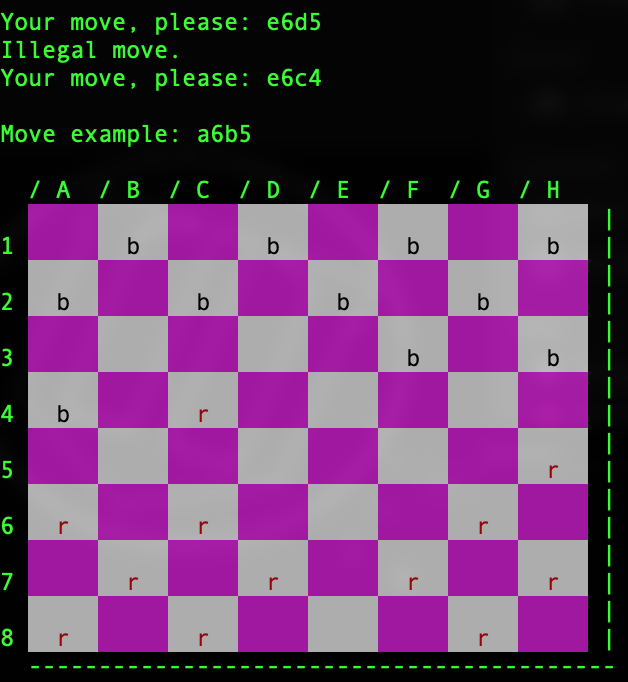 Your move, please: e6d5
Illegal move.
Your move, please: e6c4
Move example: a6b5
/ A / B / C / D / E / F / G / H
|
1 b b b b |
|
2 b b b b |
|
3 b b |
|
4 b r |
|
5 r |
|
6 r r r |
|
7 r r r r |
|
8 r r r |
------------------------------------------